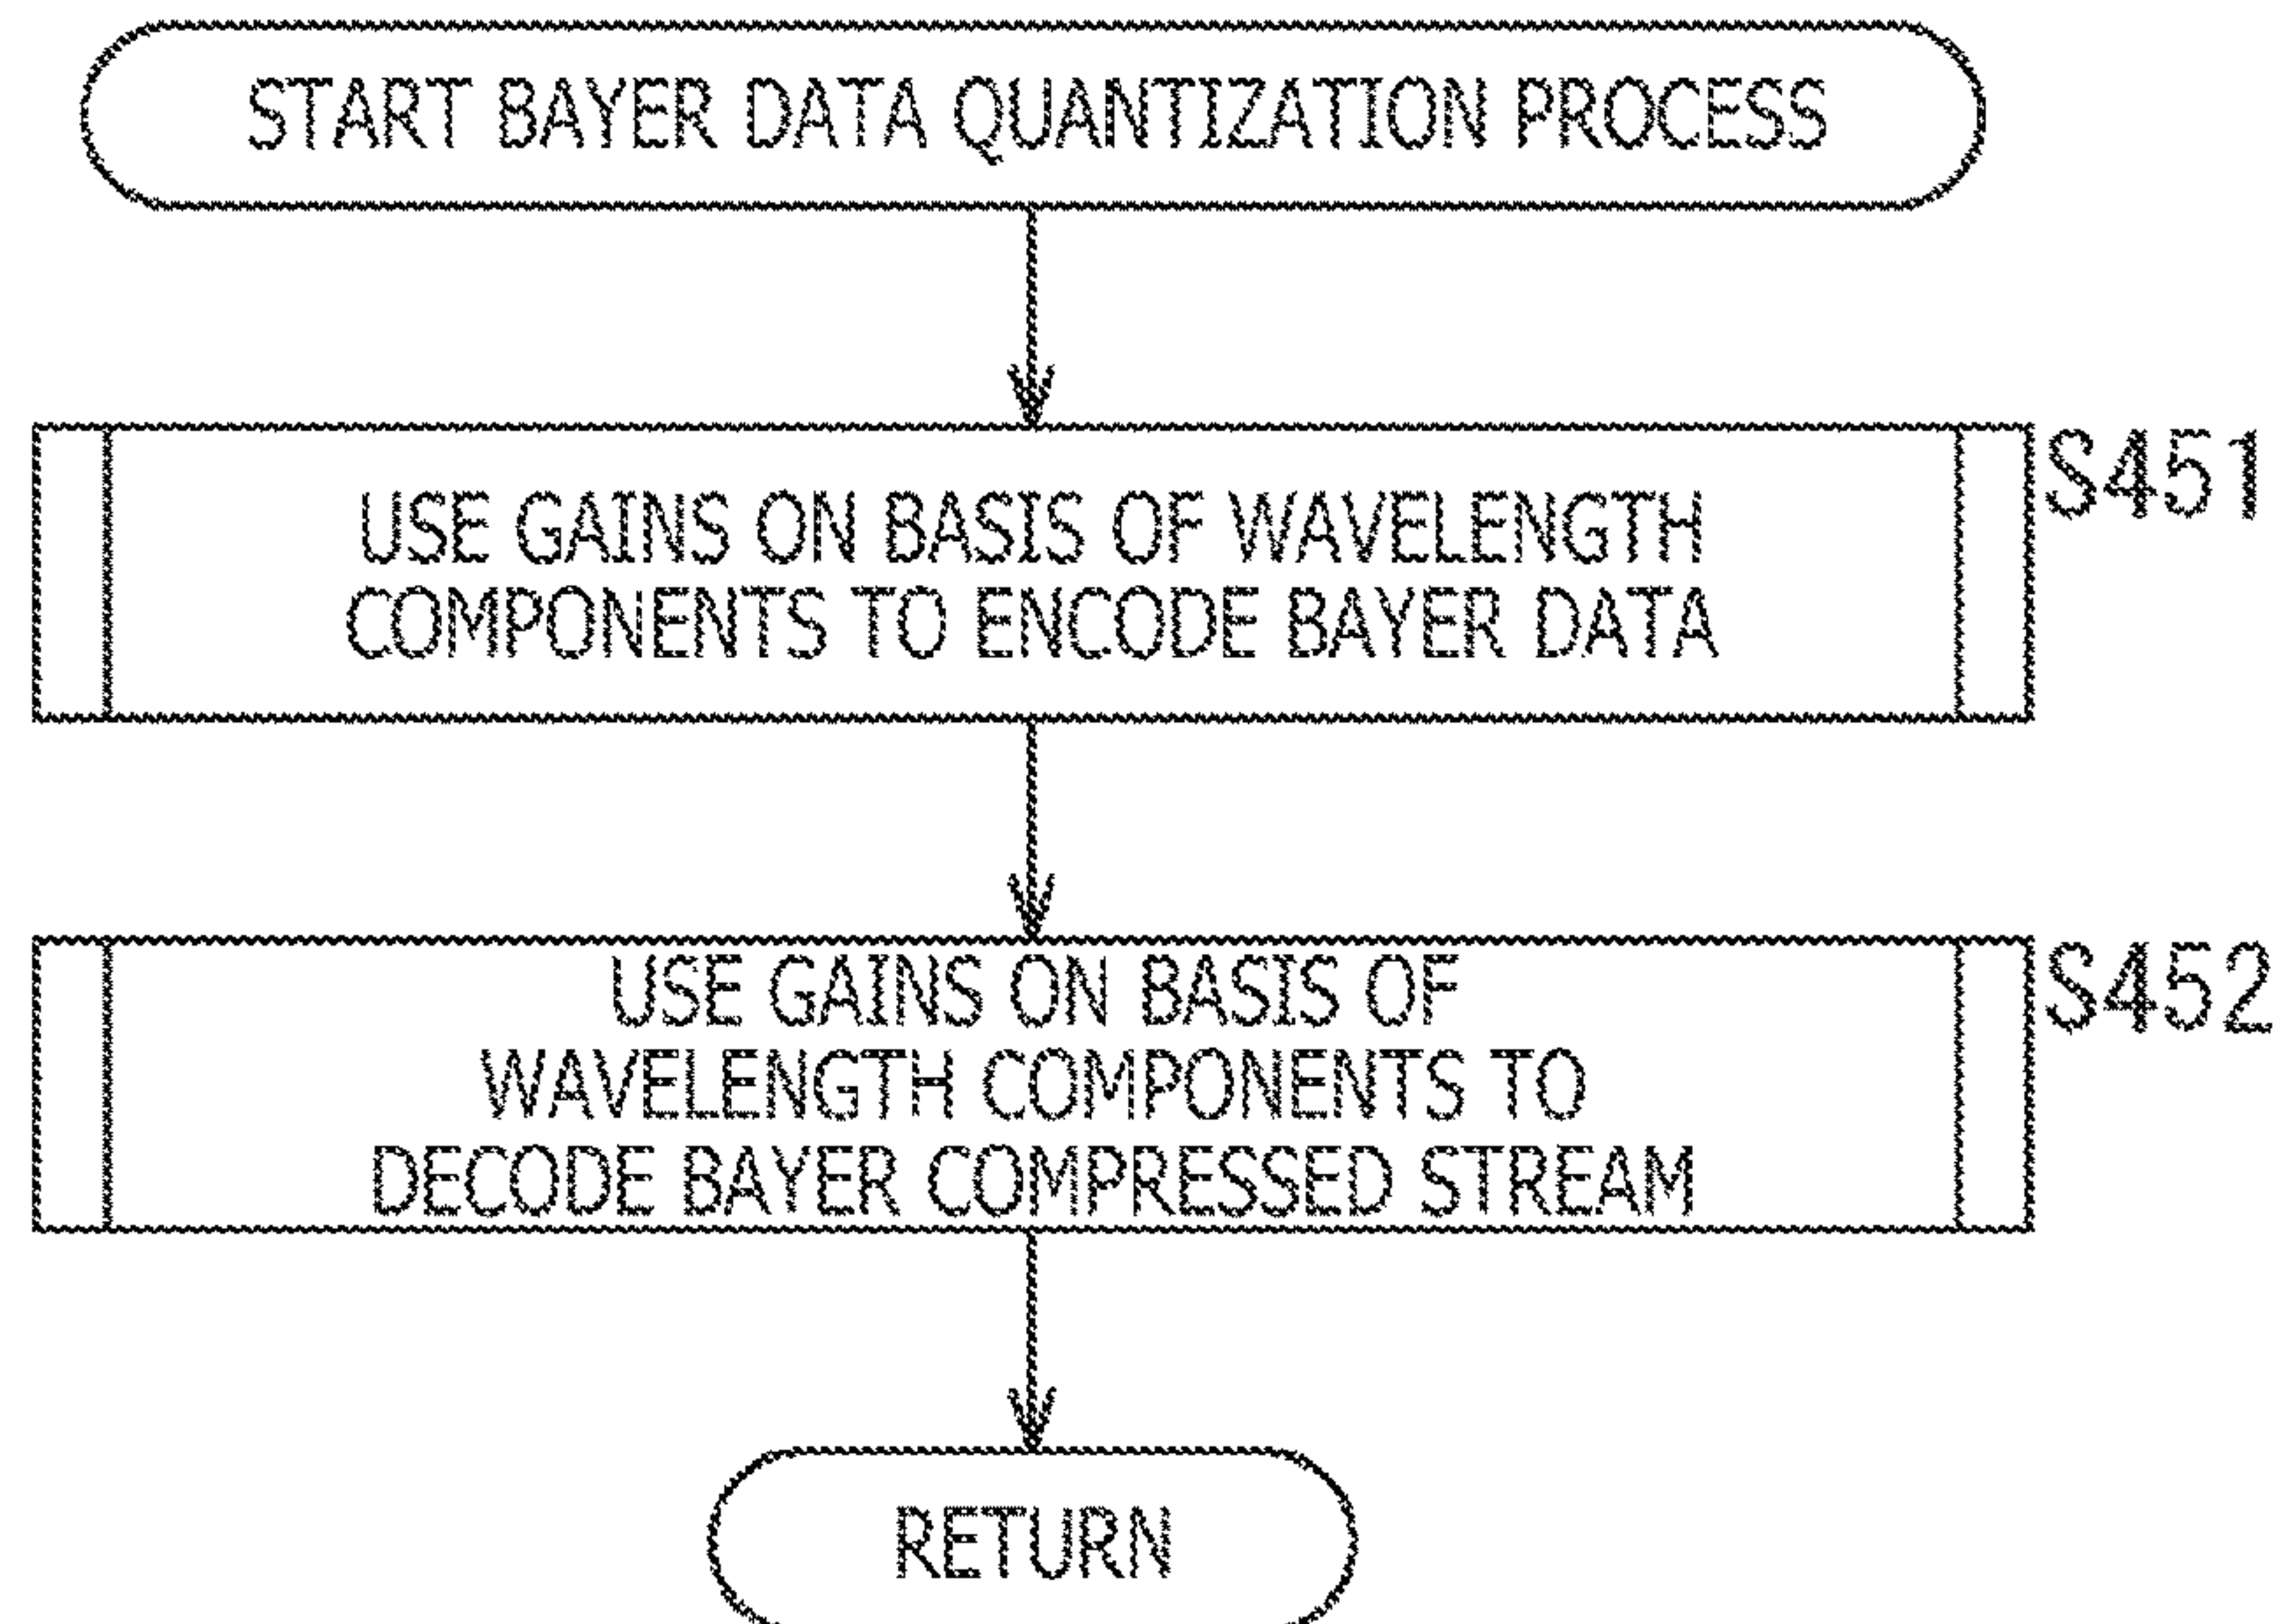 START BAYER DATA QUANTIZATION PROCESS
USE GAINS ON BASIS OF WAVELENGTH
COMPONENTS TO ENCODE BAYER DATA
S451
USE GAINS ON BASIS OF
WAVELENGTH COMPONENTS TO
DECODE BAYER COMPRESSED STREAM
S452
RETURN